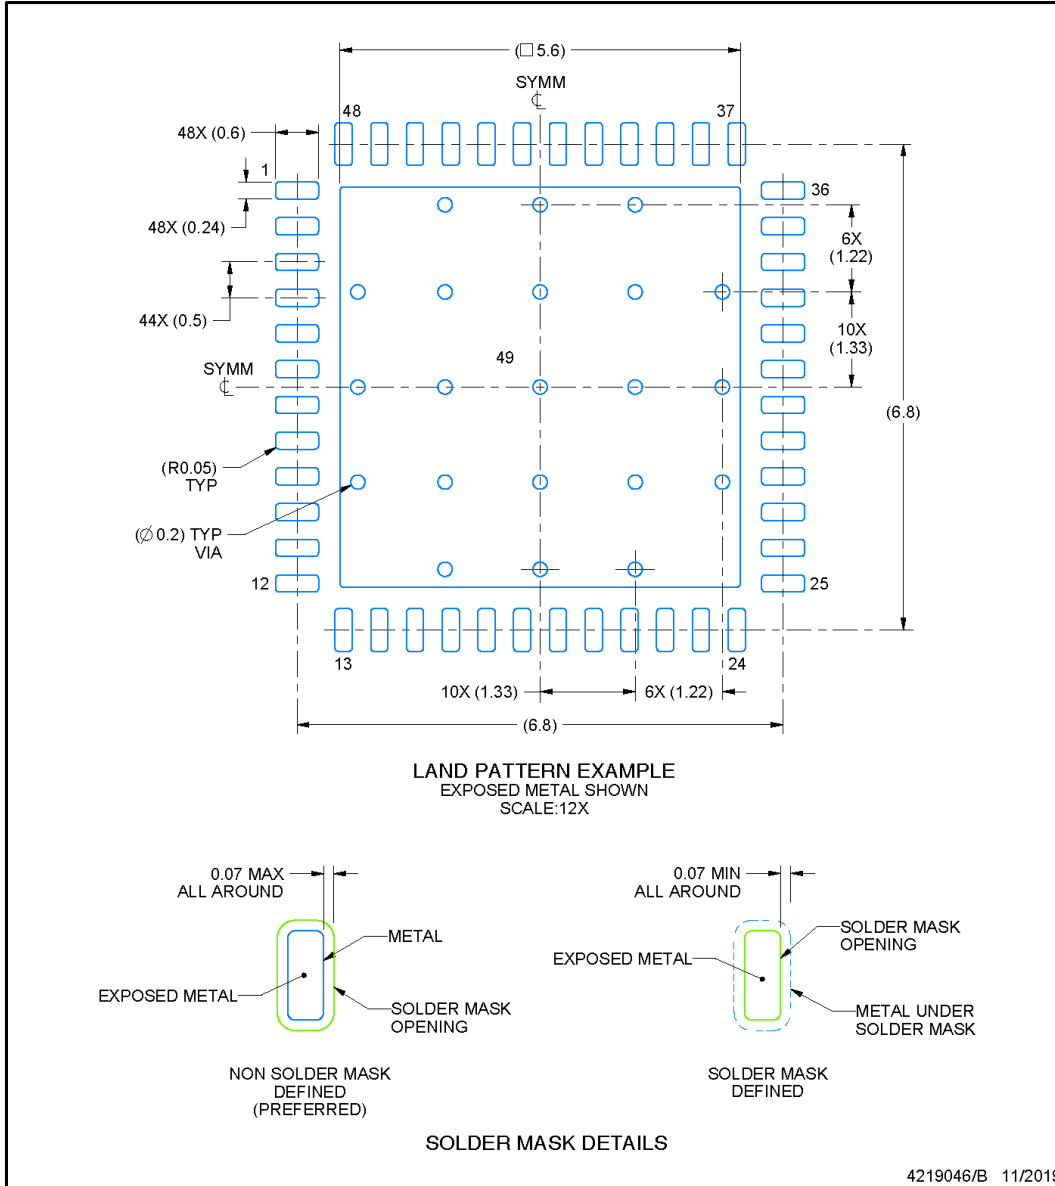 (□ 5.6)
SYMM
℄
48
37
48X (0.6)
1
36
48X (0.24)
6X
(1.22)
44X (0.5)
10X
(1.33)
49
SYMM
℄
(6.8)
(R0.05)
TYP
(∅ 0.2) TYP
VIA
12
25
13
24
10X (1.33)
6X (1.22)
(6.8)
LAND PATTERN EXAMPLE
EXPOSED METAL SHOWN
SCALE:12X
0.07 MAX
ALL AROUND
METAL
EXPOSED METAL
SOLDER MASK
OPENING
NON SOLDER MASK
DEFINED
(PREFERRED)
0.07 MIN
ALL AROUND
SOLDER MASK
OPENING
EXPOSED METAL
METAL UNDER
SOLDER MASK
SOLDER MASK
DEFINED
SOLDER MASK DETAILS
4219046/B 11/2019